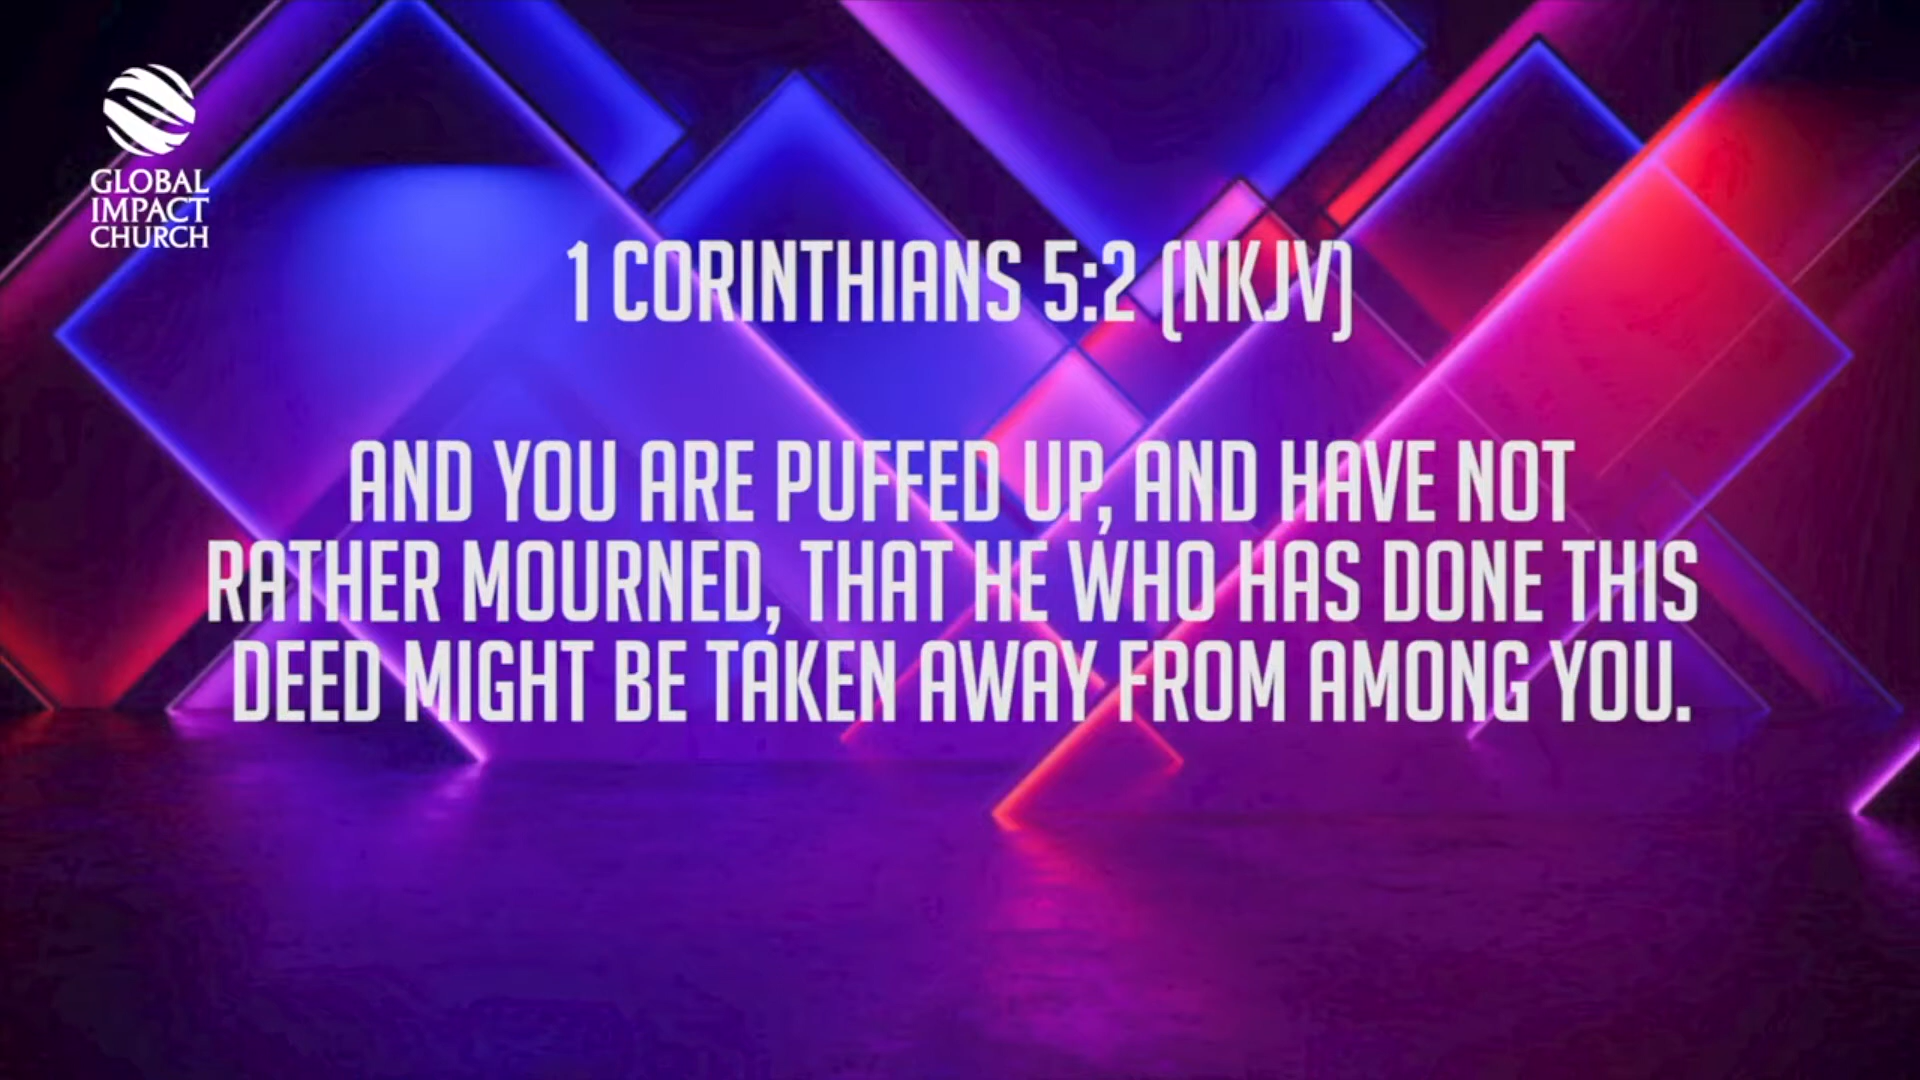 GLOBAL
IMPACT
CHURCH
1 CORINTHIANS 5:2 (NKJV)
AND YOU ARE PUFFED UP, AND HAVE NOT
RATHER MOURNED, THAT HE WHO HAS DONE THIS
DEED MIGHT BE TAKEN AWAY FROM AMONG YOU.